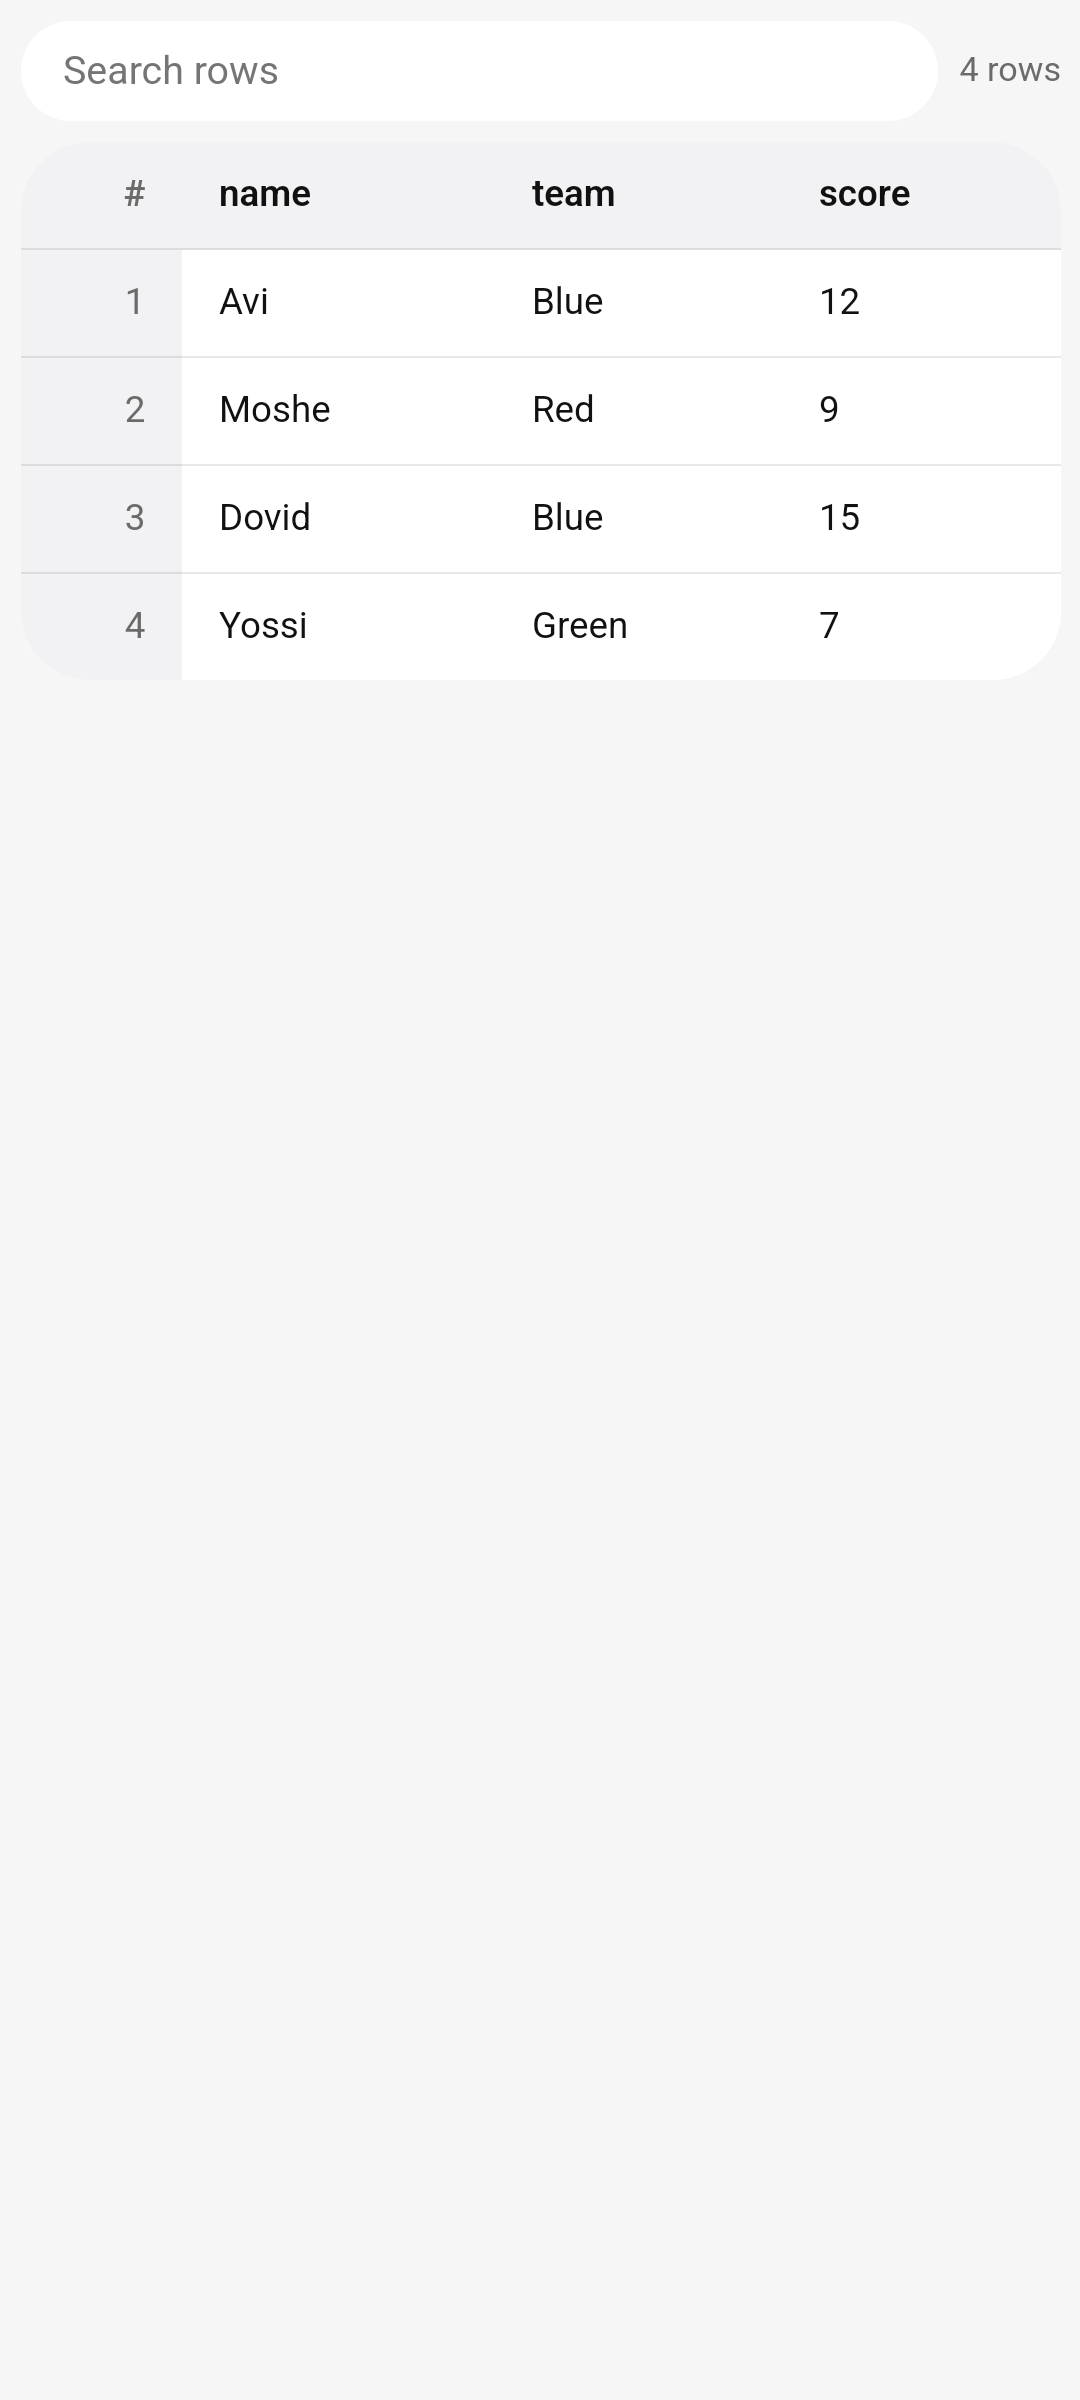 Search rows
4 rows
# name team score
1 Avi Blue 12
2 Moshe Red 9
3 Dovid Blue 15
4 Yossi Green 7